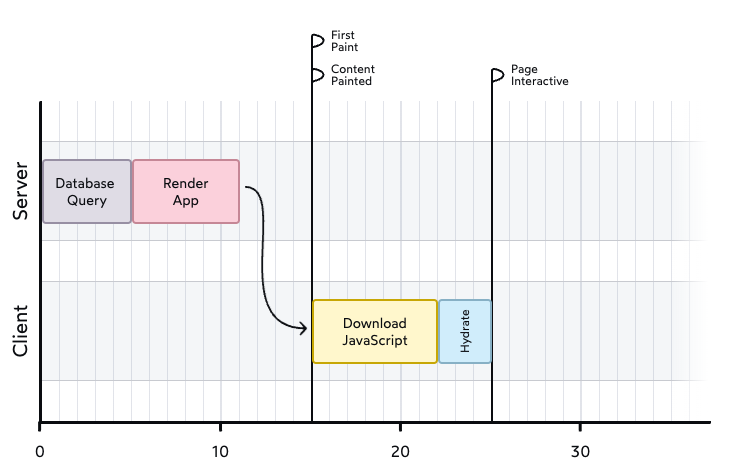 First
Paint
Content
Painted
Page
Interactive
Server
Database
Query
Render
App
Client
Download
JavaScript
Hydrate
0
10
20
30